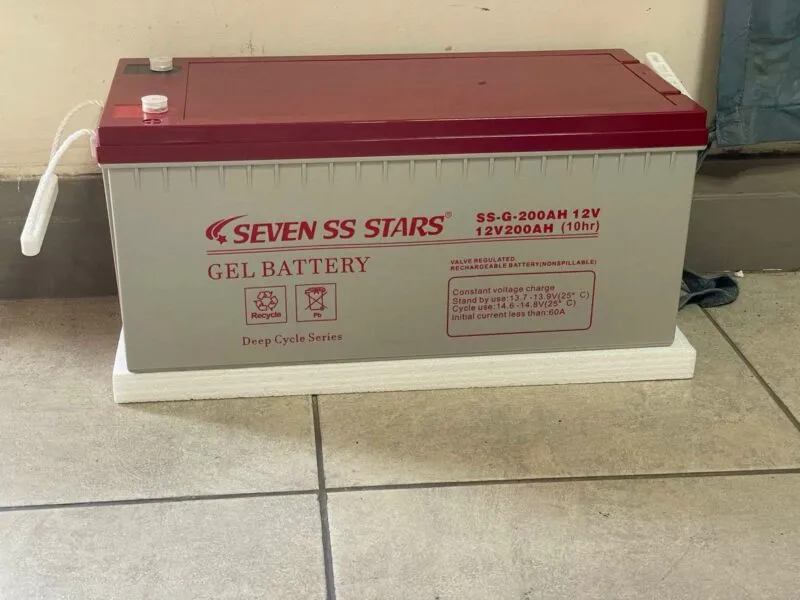 SEVEN SS STARS®
SS-G-200AH 12V
12V200AH (10hr)
GEL BATTERY
VALVE REGULATED.
RECHARGEABLE BATTERY(NONSPILLABLE)
Recycle
Pb
Deep Cycle Series
Constant voltage charge
Stand by use:13.7-13.9V(25° C)
Cycle use:14.6-14.8V(25° C)
Initial current less than:60A